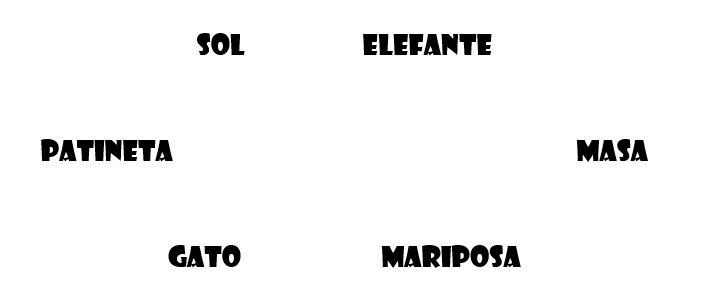 SOL ELEFANTE
PATINETA MASA
GATO MARIPOSA